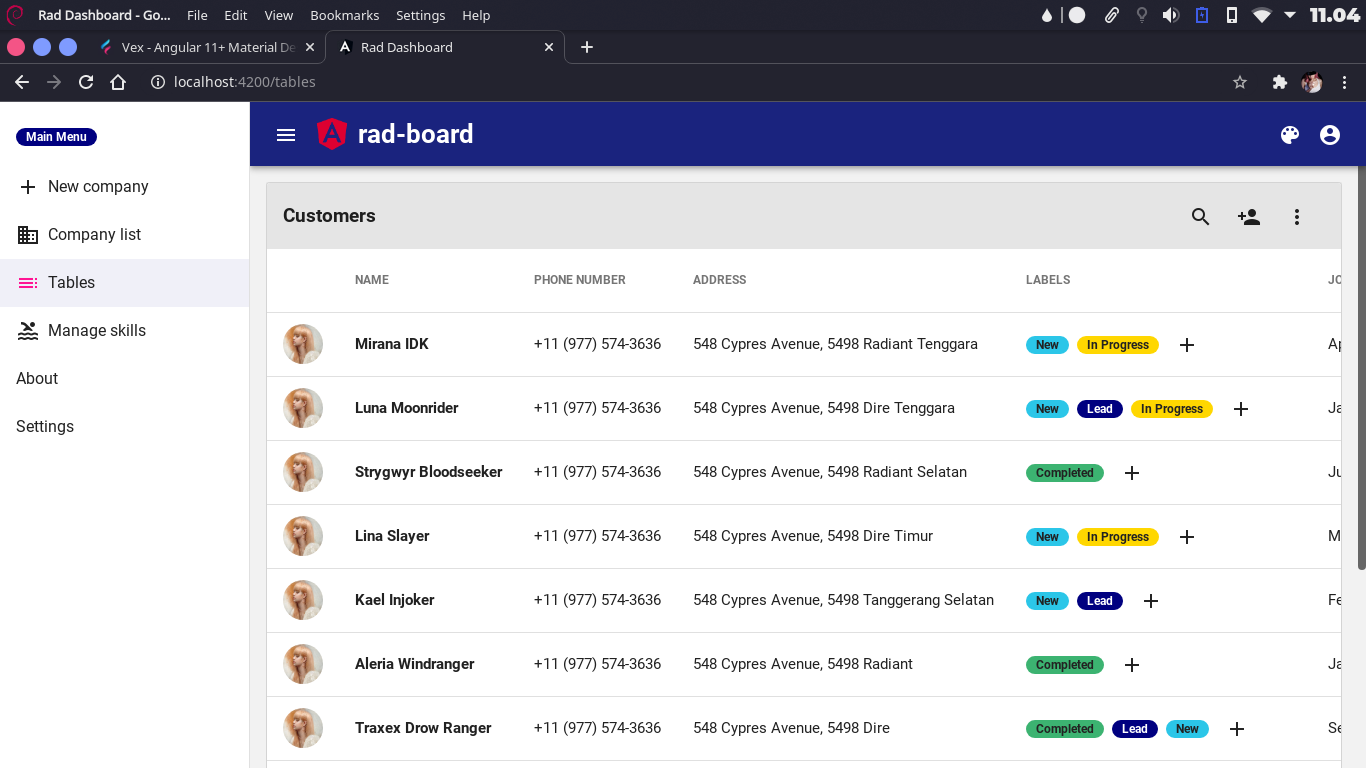 Rad Dashboard - Go... File Edit View Bookmarks Settings Help 11.04
Vex - Angular 11+ Material De Rad Dashboard
localhost:4200/tables
Main Menu
New company
Company list
Tables
Manage skills
About
Settings
rad-board
Customers
NAME PHONE NUMBER ADDRESS LABELS JO
Mirana IDK +11 (977) 574-3636 548 Cypres Avenue, 5498 Radiant Tenggara New In Progress Ap
Luna Moonrider +11 (977) 574-3636 548 Cypres Avenue, 5498 Dire Tenggara New Lead In Progress Ja
Strygwyr Bloodseeker +11 (977) 574-3636 548 Cypres Avenue, 5498 Radiant Selatan Completed Ju
Lina Slayer +11 (977) 574-3636 548 Cypres Avenue, 5498 Dire Timur New In Progress M
Kael Injoker +11 (977) 574-3636 548 Cypres Avenue, 5498 Tanggerang Selatan New Lead Fe
Aleria Windranger +11 (977) 574-3636 548 Cypres Avenue, 5498 Radiant Completed Ja
Traxex Drow Ranger +11 (977) 574-3636 548 Cypres Avenue, 5498 Dire Completed Lead New Se